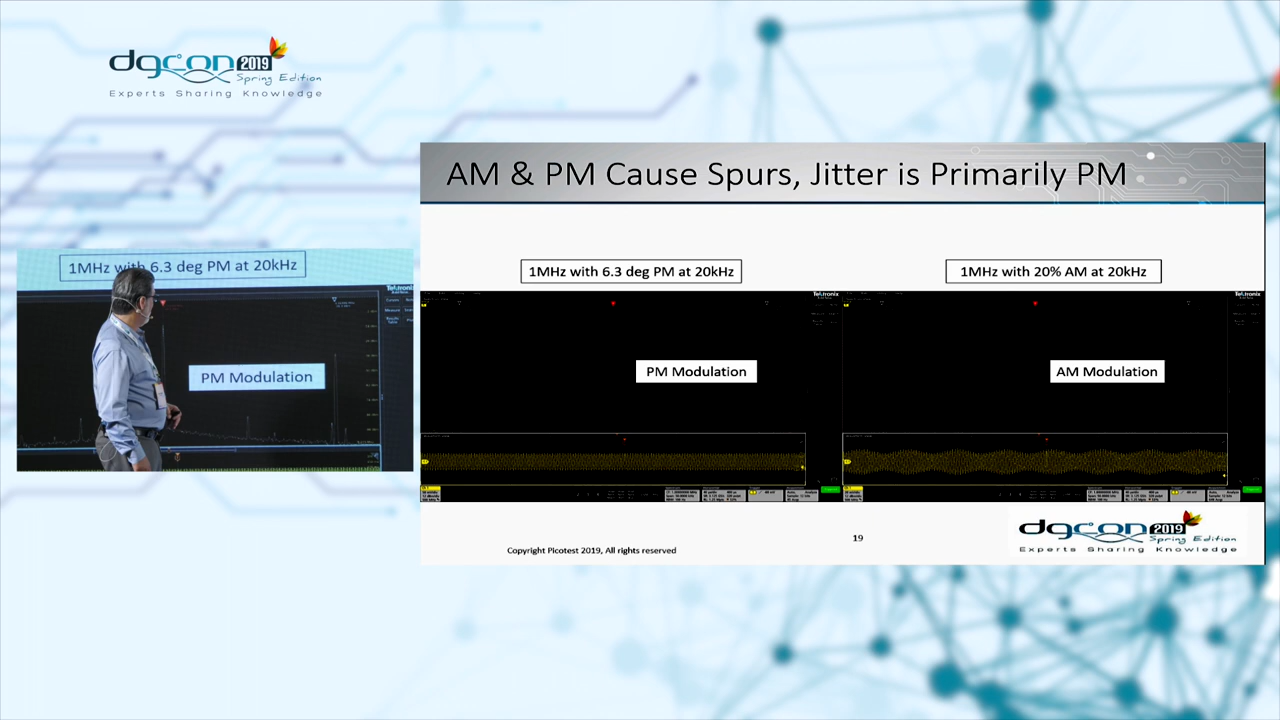 dgcon 2019
Spring Edition
Experts Sharing Knowledge
AM & PM Cause Spurs, Jitter is Primarily PM
1MHz with 6.3 deg PM at 20kHz
Tektronix
PM Modulation
1MHz with 6.3 deg PM at 20kHz
1MHz with 20% AM at 20kHz
Tektronix
Tektronix
PM Modulation
AM Modulation
Copyright Picotest 2019, All rights reserved
19
dgcon 2019
Spring Edition
Experts Sharing Knowledge